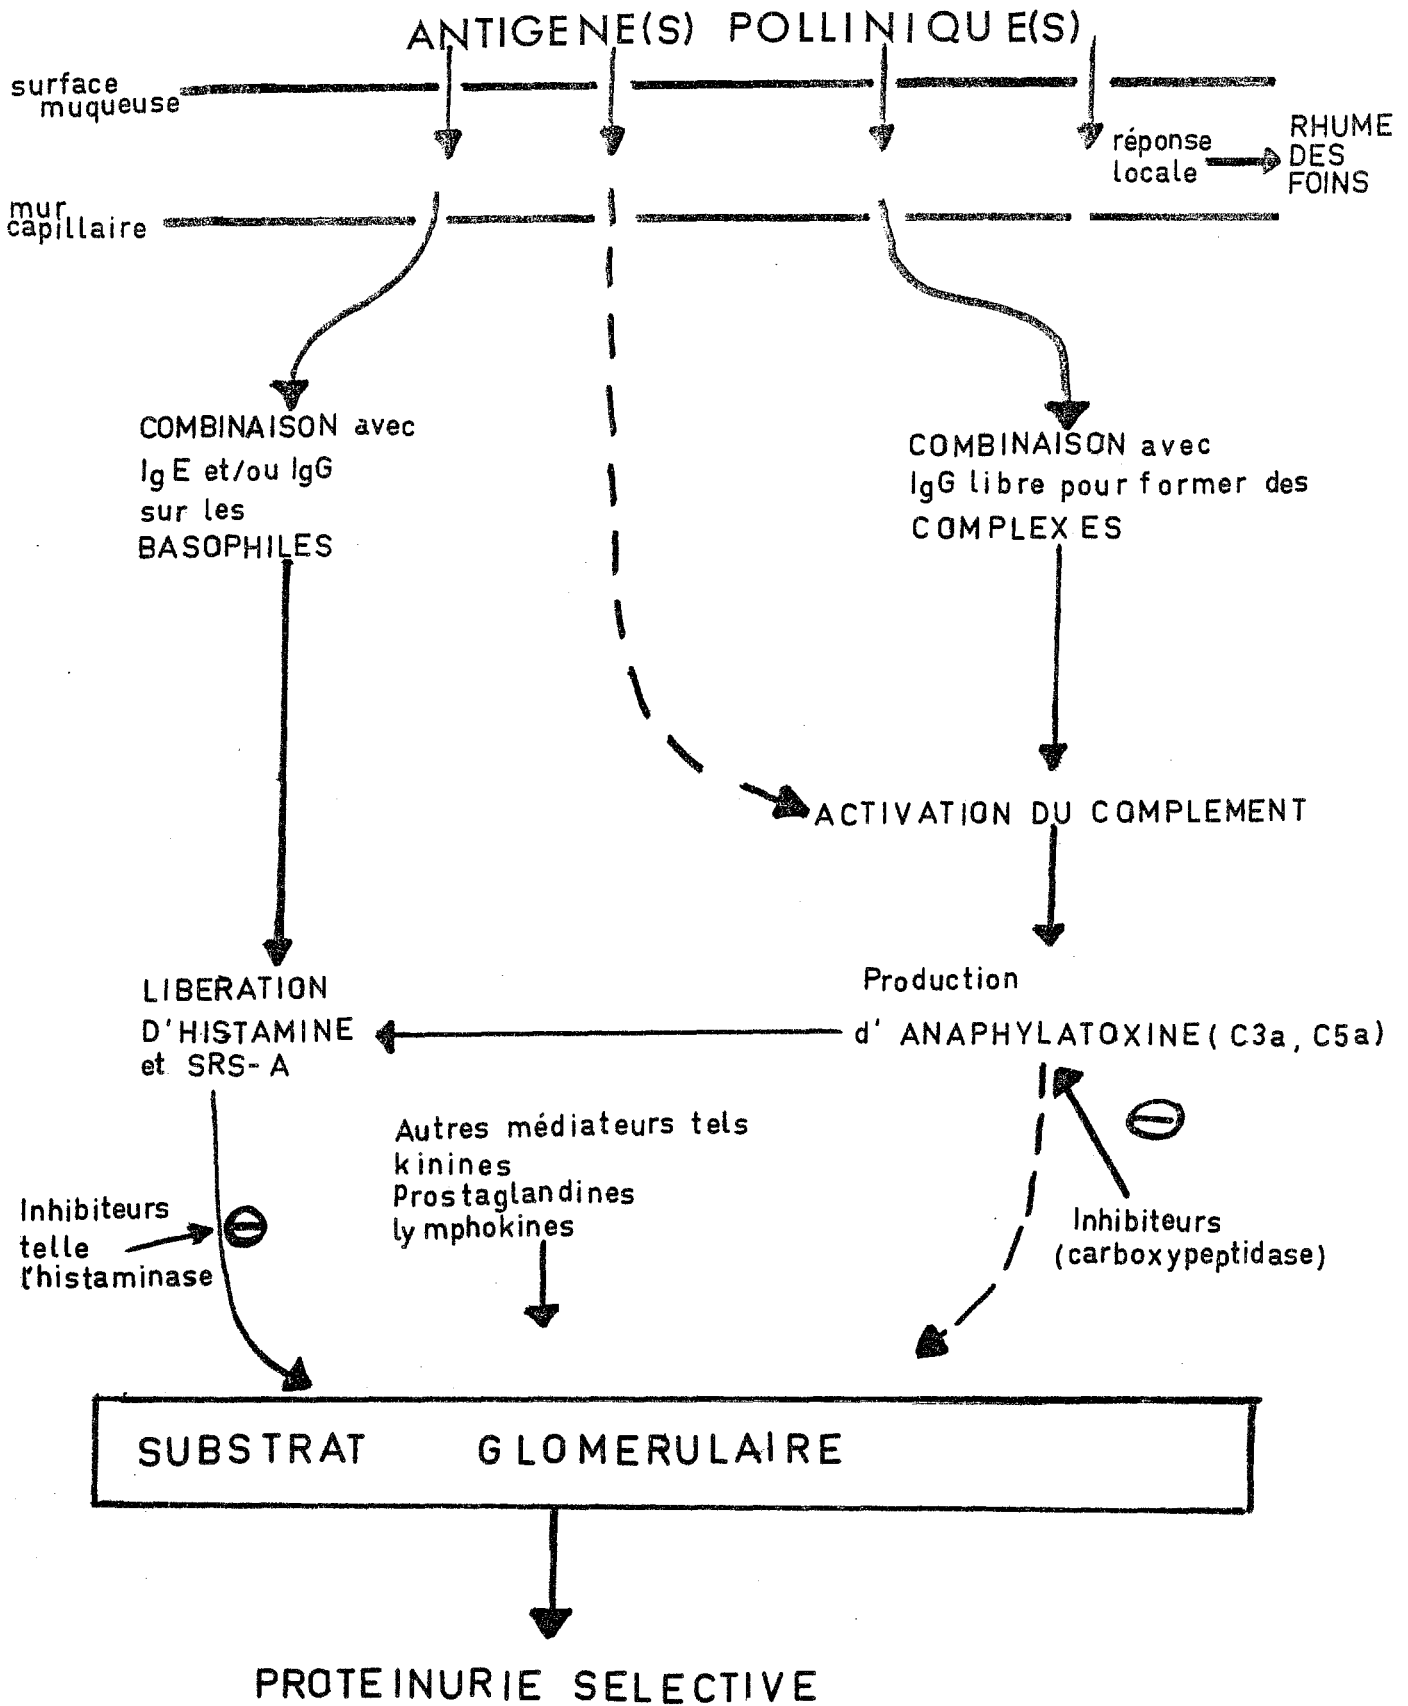 ANTIGENE(S) POLLINIQUE(S)
surface
muqueuse
réponse
locale
RHUME
DES
FOINS
mur
capillaire
COMBINAISON avec
IgE et/ou IgG
sur les
BASOPHILES
COMBINAISON avec
IgG libre pour former des
COMPLEXES
ACTIVATION DU COMPLEMENT
LIBERATION
D'HISTAMINE
et SRS-A
Production
d'ANAPHYLATOXINE (C3a, C5a)
Autres médiateurs tels
kinines
Prostaglandines
lymphokines
Inhibiteurs
telle
l'histaminase
Inhibiteurs
(carboxypeptidase)
SUBSTRAT GLOMERULAIRE
PROTEINURIE SELECTIVE